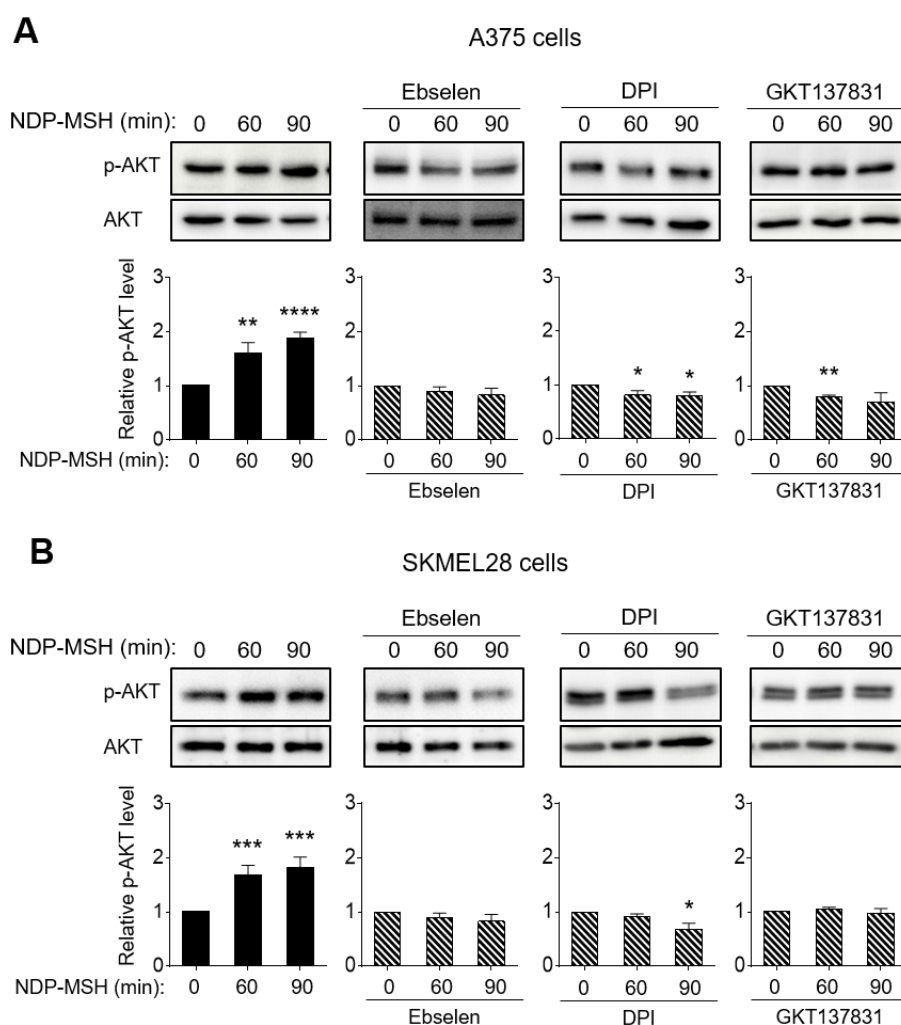 A
A375 cells
Ebselen DPI GKT137831
NDP-MSH (min): 0 60 90 0 60 90 0 60 90 0 60 90
p-AKT
AKT
Relative p-AKT level
3 3 3 3
2 2 2 2
1 1 1 1
0 0 0 0
** **** * * **
NDP-MSH (min): 0 60 90 0 60 90 0 60 90 0 60 90
Ebselen DPI GKT137831
B
SKMEL28 cells
Ebselen DPI GKT137831
NDP-MSH (min): 0 60 90 0 60 90 0 60 90 0 60 90
p-AKT
AKT
Relative p-AKT level
3 3 3 3
2 2 2 2
1 1 1 1
0 0 0 0
*** *** *
NDP-MSH (min): 0 60 90 0 60 90 0 60 90 0 60 90
Ebselen DPI GKT137831